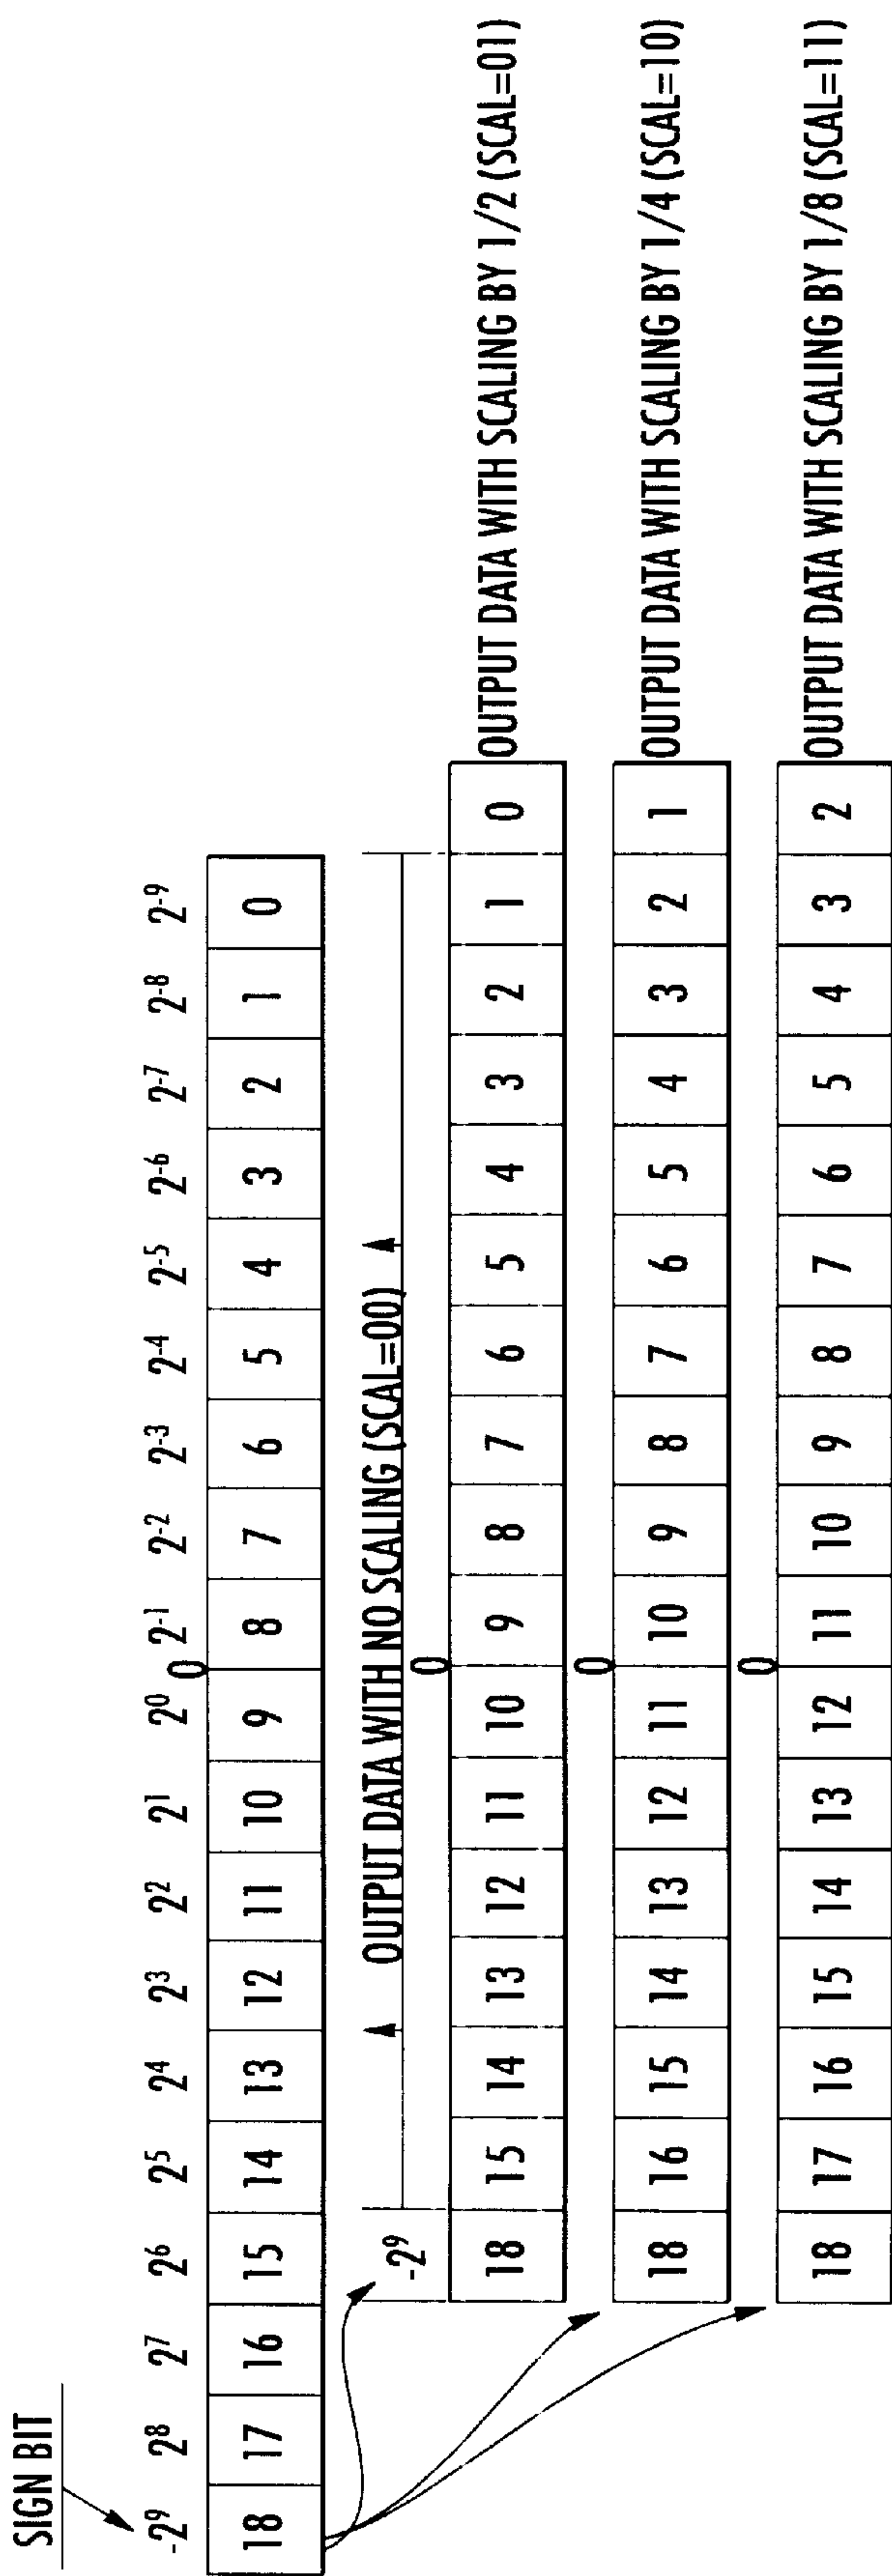 SIGN BIT
-2⁹ 2⁸ 2⁷ 2⁶ 2⁵ 2⁴ 2³ 2² 2¹ 2⁰ 2⁻¹ 2⁻² 2⁻³ 2⁻⁴ 2⁻⁵ 2⁻⁶ 2⁻⁷ 2⁻⁸ 2⁻⁹
0
18 17 16 15 14 13 12 11 10 9 8 7 6 5 4 3 2 1 0
OUTPUT DATA WITH NO SCALING (SCAL=00)
-2⁹
0
18 15 14 13 12 11 10 9 8 7 6 5 4 3 2 1 0 OUTPUT DATA WITH SCALING BY 1/2 (SCAL=01)
0
18 16 15 14 13 12 11 10 9 8 7 6 5 4 3 2 1 OUTPUT DATA WITH SCALING BY 1/4 (SCAL=10)
0
18 17 16 15 14 13 12 11 10 9 8 7 6 5 4 3 2 OUTPUT DATA WITH SCALING BY 1/8 (SCAL=11)